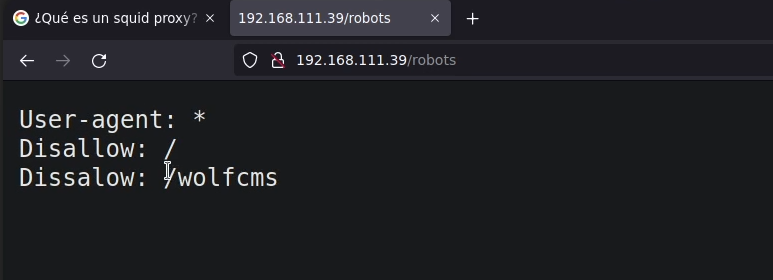 ¿Qué es un squid proxy?
192.168.111.39/robots
192.168.111.39/robots
User-agent: *
Disallow: /
Dissalow: /wolfcms